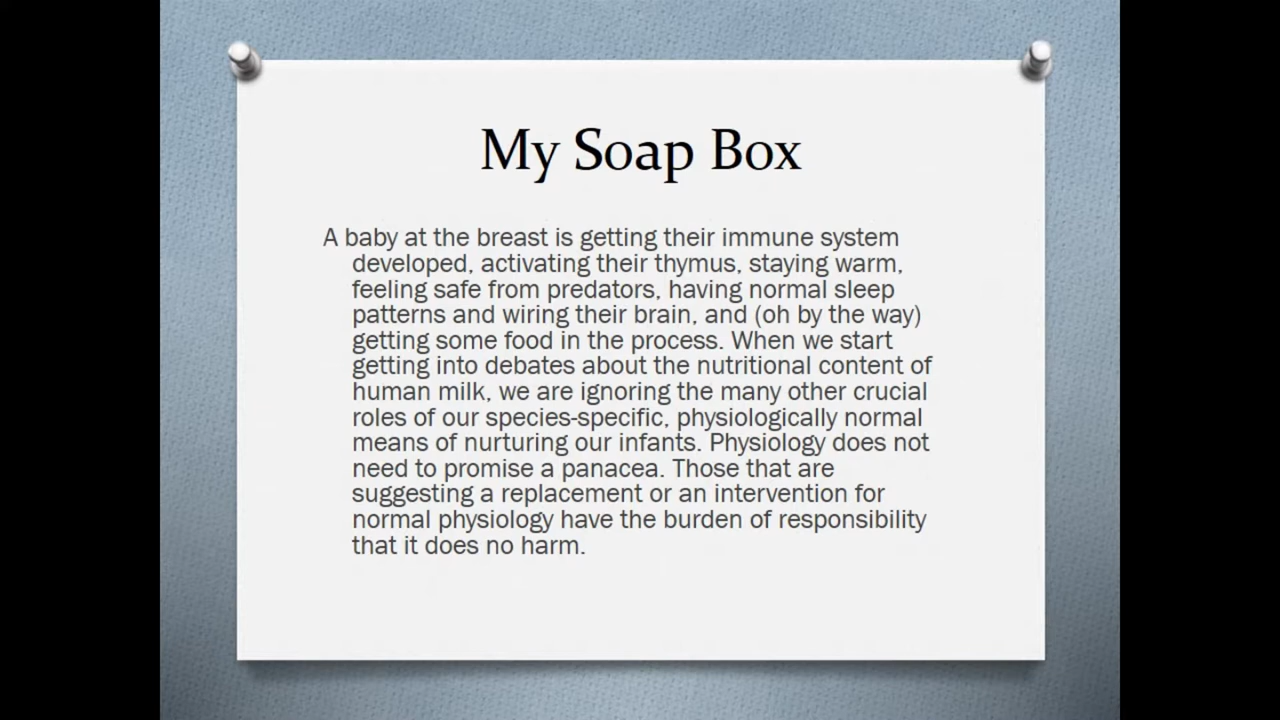 My Soap Box
A baby at the breast is getting their immune system
developed, activating their thymus, staying warm,
feeling safe from predators, having normal sleep
patterns and wiring their brain, and (oh by the way)
getting some food in the process. When we start
getting into debates about the nutritional content of
human milk, we are ignoring the many other crucial
roles of our species-specific, physiologically normal
means of nurturing our infants. Physiology does not
need to promise a panacea. Those that are
suggesting a replacement or an intervention for
normal physiology have the burden of responsibility
that it does no harm.